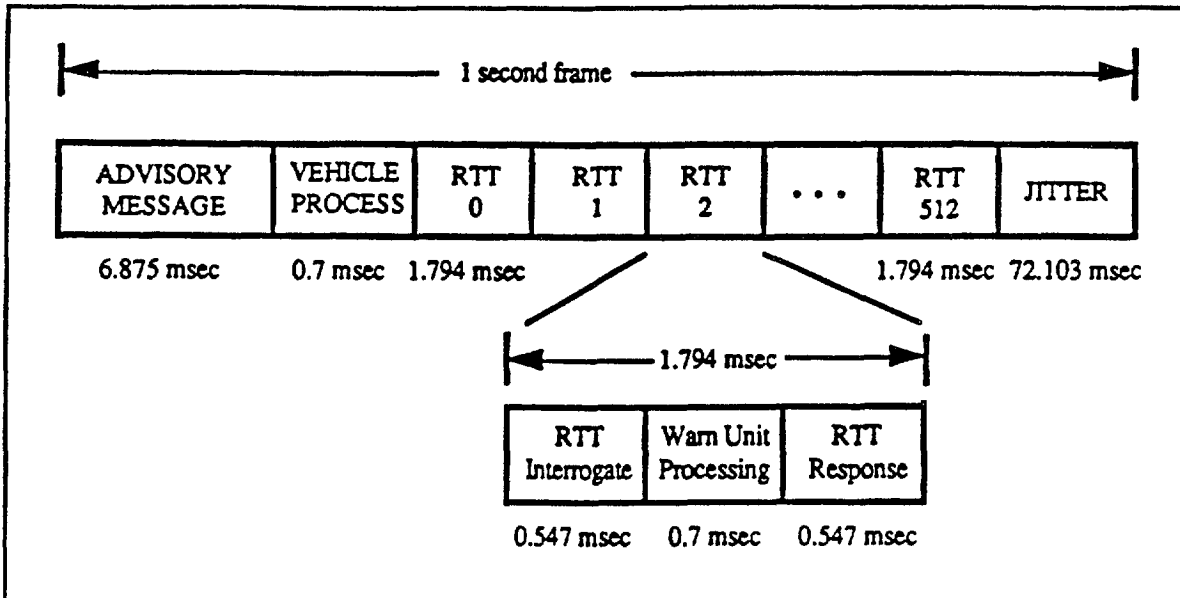 1 second frame
ADVISORY MESSAGE
VEHICLE PROCESS
RTT 0
RTT 1
RTT 2
• • •
RTT 512
JITTER
6.875 msec
0.7 msec
1.794 msec
1.794 msec
72.103 msec
1.794 msec
RTT Interrogate
Warn Unit Processing
RTT Response
0.547 msec
0.7 msec
0.547 msec